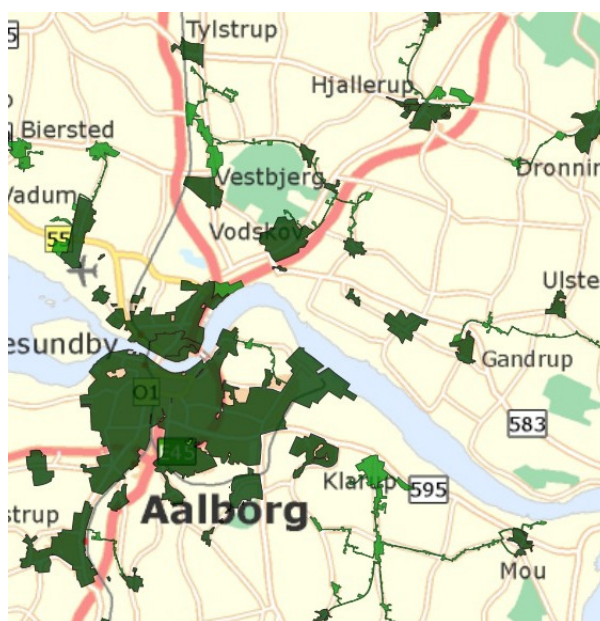 Tylstrup
5
Hjallerup
Biersted
Dronnin
Vestbjerg
Vadum
Vodskov
55
Ulste
esundby
Gandrup
O1
583
E45
Klarup
595
strup
Aalborg
Mou